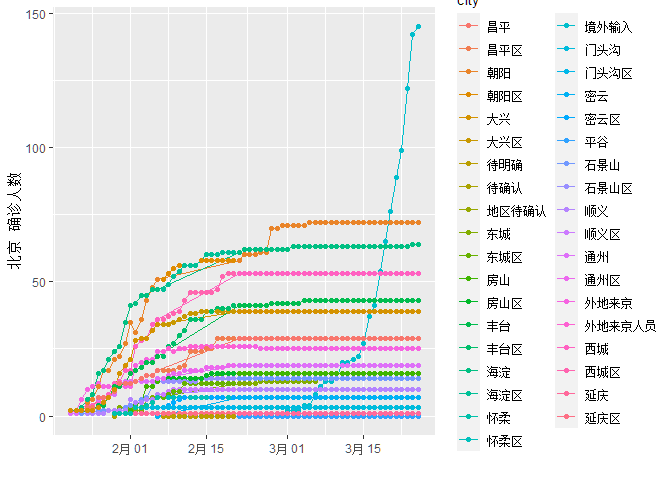 city
150
100
50
0
北京 确诊人数
2月 01
2月 15
3月 01
3月 15
昌平
昌平区
朝阳
朝阳区
大兴
大兴区
待明确
待确认
地区待确认
东城
东城区
房山
房山区
丰台
丰台区
海淀
海淀区
怀柔
怀柔区
境外输入
门头沟
门头沟区
密云
密云区
平谷
石景山
石景山区
顺义
顺义区
通州
通州区
外地来京
外地来京人员
西城
西城区
延庆
延庆区